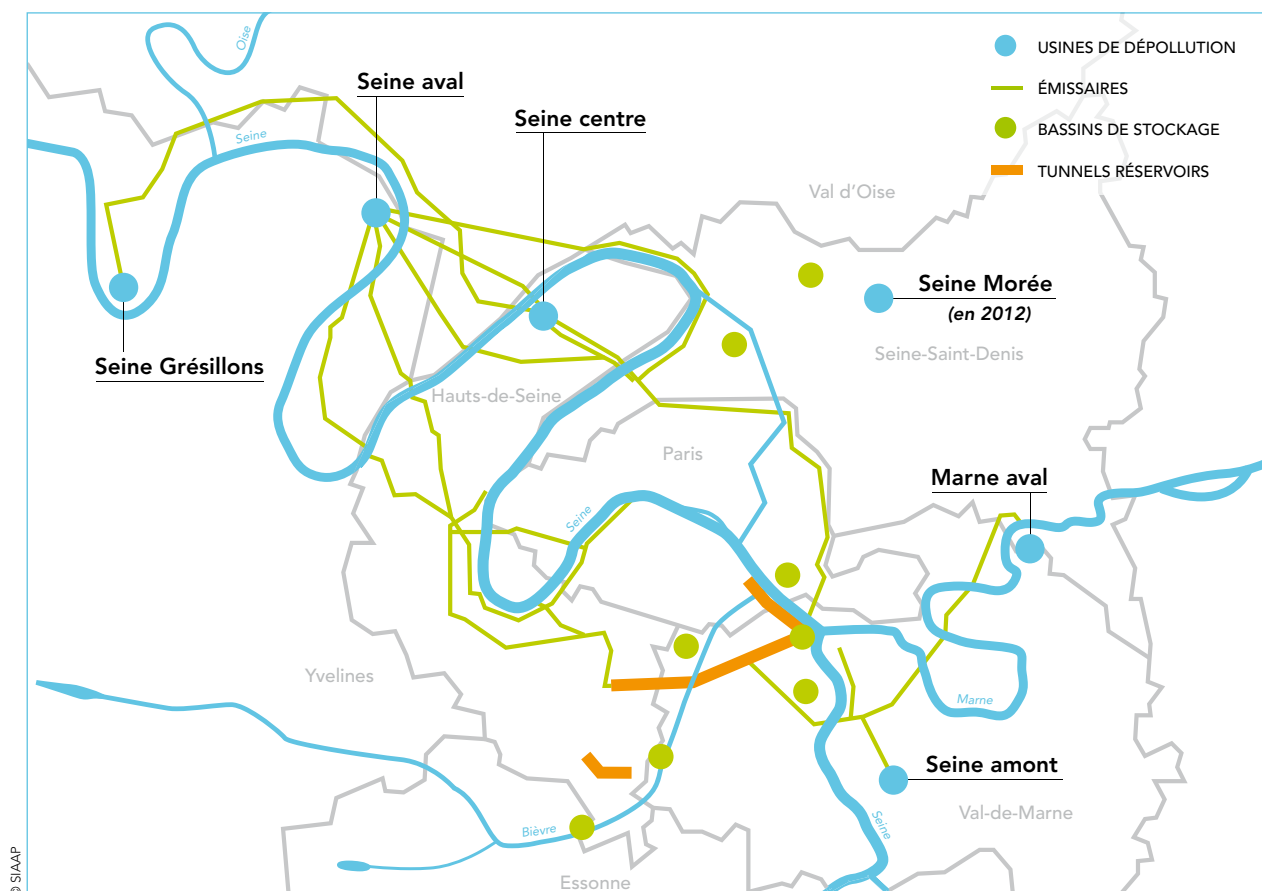 Oise
USINES DE DÉPOLLUTION
Seine aval
ÉMISSAIRES
Seine centre
BASSINS DE STOCKAGE
Seine
TUNNELS RÉSERVOIRS
Val d’Oise
Seine Morée
(en 2012)
Seine-Saint-Denis
Seine Grésillons
Hauts-de-Seine
Paris
Marne aval
Seine
Yvelines
Marne
Seine amont
Val-de-Marne
Seine
Bièvre
Essonne
© SIAAP